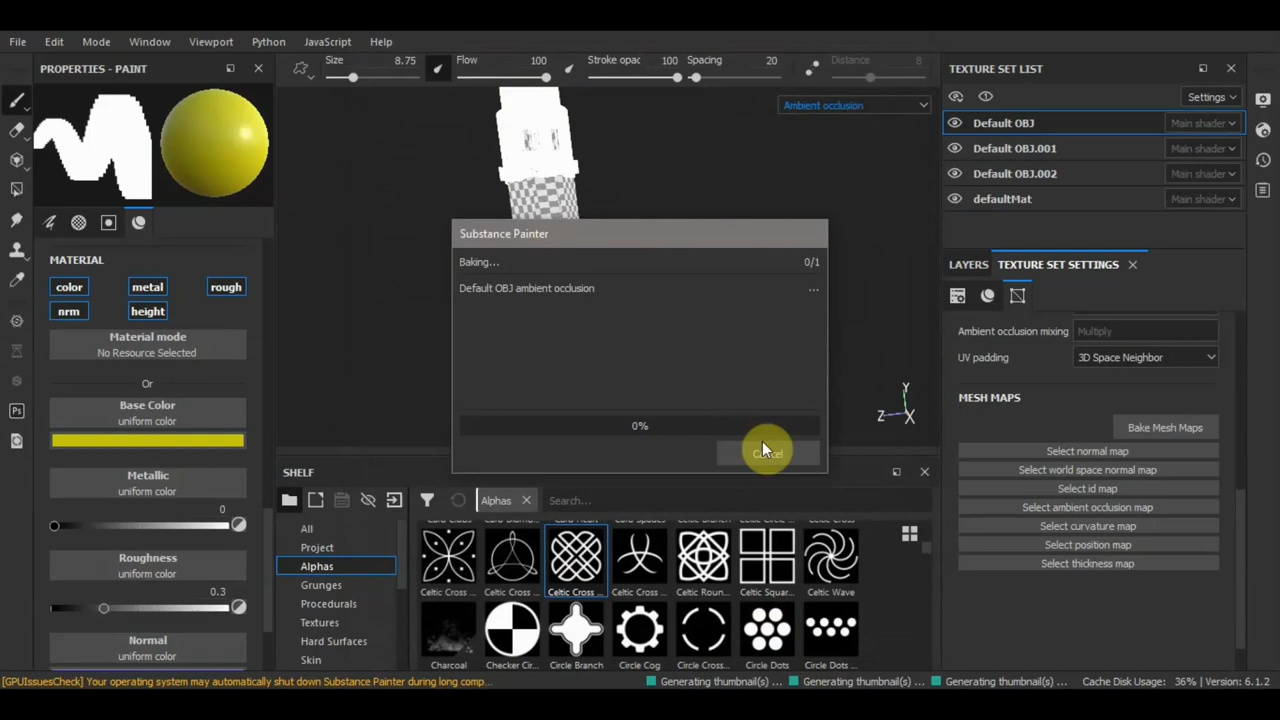 File Edit Mode Window Viewport Python JavaScript Help
PROPERTIES - PAINT
Size 8.75 Flow 100 Stroke opac 100 Spacing 20 Distance 8
Ambient occlusion
MATERIAL
color metal rough
nrm height
Material mode
No Resource Selected
Or
Base Color
uniform color
Metallic
uniform color
0
Roughness
uniform color
0.3
Normal
uniform color
Substance Painter
Baking... 0/1
Default OBJ ambient occlusion ...
0%
Cancel
Z Y X
SHELF
Alphas Search...
All
Project
Alphas
Grunges
Procedurals
Textures
Hard Surfaces
Skin
Celtic Cross ... Celtic Cross ... Celtic Cross ... Celtic Cross ... Celtic Roun... Celtic Squar... Celtic Wave
Charcoal Checker Cir... Circle Branch Circle Cog Circle Cross... Circle Dots Circle Dots ...
TEXTURE SET LIST
Settings
Default OBJ Main shader
Default OBJ.001 Main shader
Default OBJ.002 Main shader
defaultMat Main shader
LAYERS TEXTURE SET SETTINGS
Ambient occlusion mixing Multiply
UV padding 3D Space Neighbor
MESH MAPS
Bake Mesh Maps
Select normal map
Select world space normal map
Select id map
Select ambient occlusion map
Select curvature map
Select position map
Select thickness map
[GPUIssuesCheck] Your operating system may automatically shut down Substance Painter during long comp... Generating thumbnail(s) ... Generating thumbnail(s)... Generating thumbnail(s) ... Cache Disk Usage: 36% | Version: 6.1.2